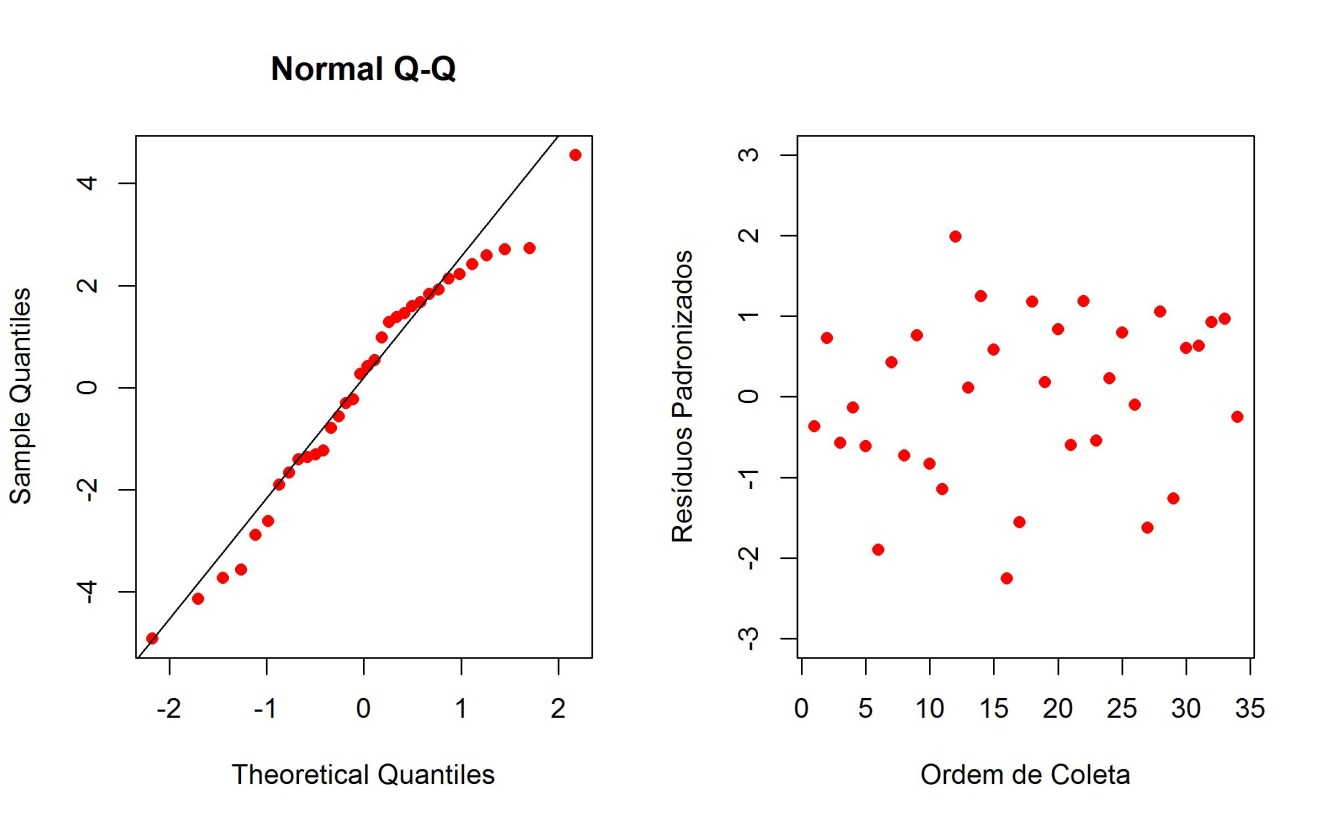 Normal Q-Q
Sample Quantiles
4
2
0
-2
-4
-2 -1 0 1 2
Theoretical Quantiles
Resíduos Padronizados
3
2
1
0
-1
-2
-3
0 5 10 15 20 25 30 35
Ordem de Coleta